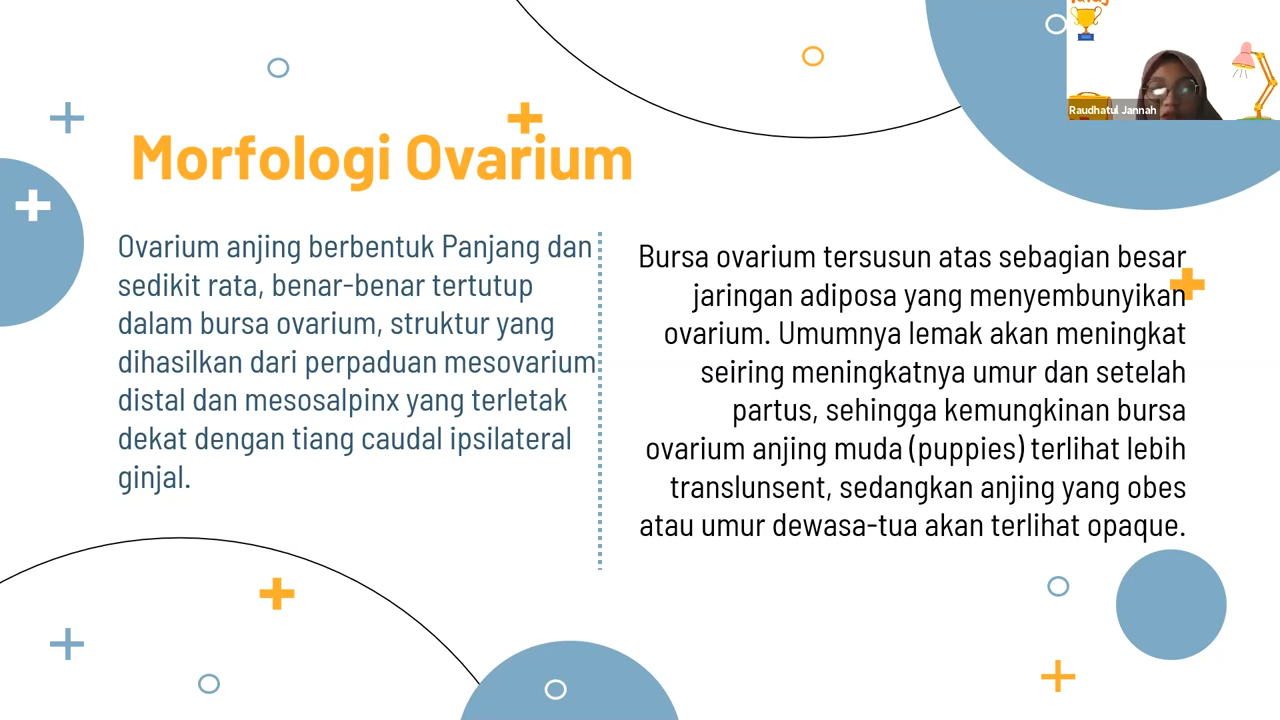 Raudhatul Jannah
Morfologi Ovarium
Ovarium anjing berbentuk Panjang dan
sedikit rata, benar-benar tertutup
dalam bursa ovarium, struktur yang
dihasilkan dari perpaduan mesovarium
distal dan mesosalpinx yang terletak
dekat dengan tiang caudal ipsilateral
ginjal.
Bursa ovarium tersusun atas sebagian besar
jaringan adiposa yang menyembunyikan
ovarium. Umumnya lemak akan meningkat
seiring meningkatnya umur dan setelah
partus, sehingga kemungkinan bursa
ovarium anjing muda (puppies) terlihat lebih
translunsent, sedangkan anjing yang obes
atau umur dewasa-tua akan terlihat opaque.